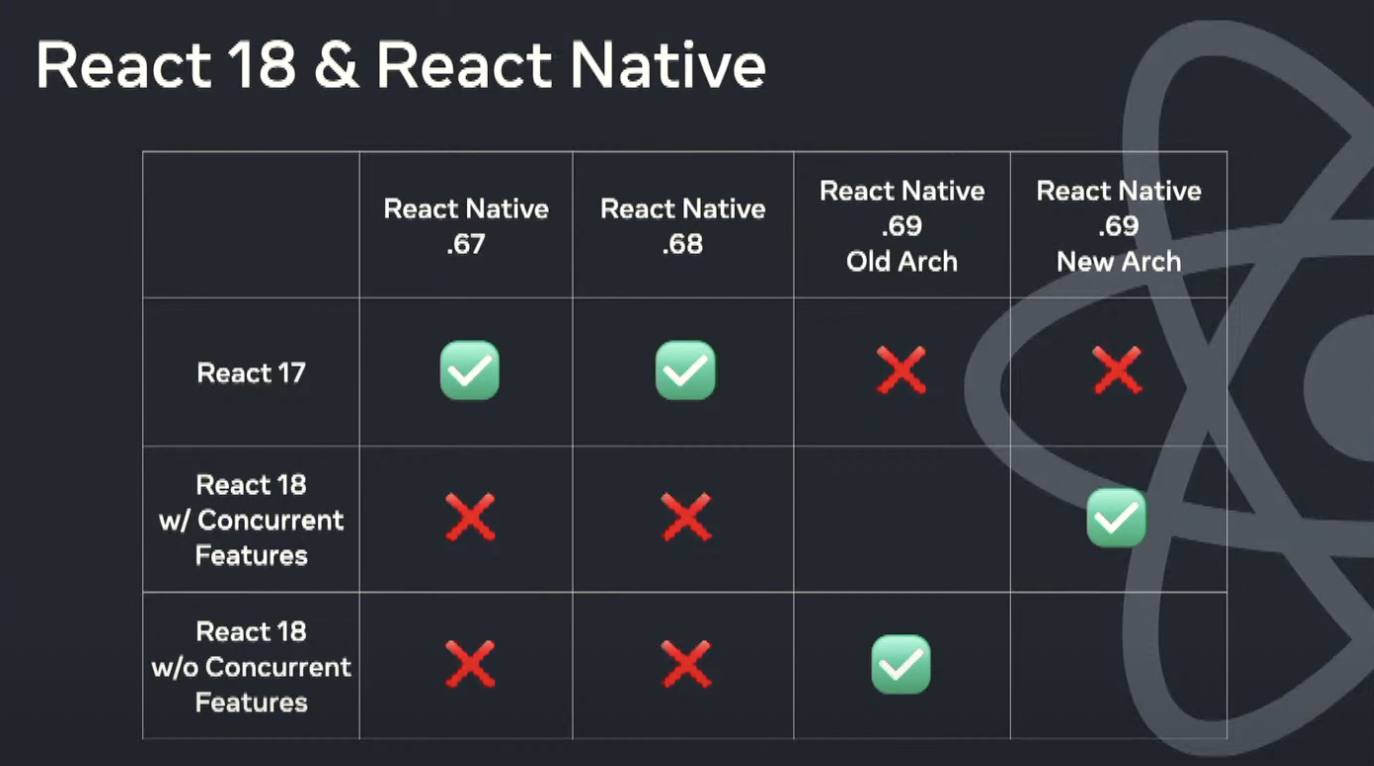 React 18 & React Native
React Native
.67
React Native
.68
React Native
.69
Old Arch
React Native
.69
New Arch
React 17
✅ ✅ ❌ ❌
React 18
w/ Concurrent
Features
❌ ❌ ✅
React 18
w/o Concurrent
Features
❌ ❌ ✅